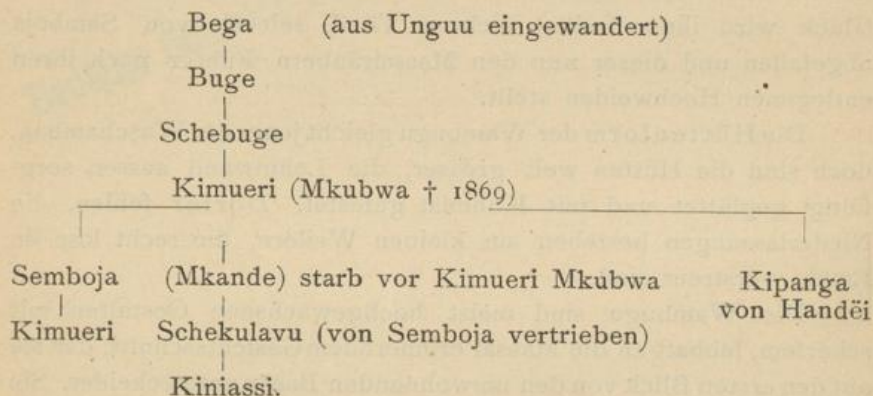 Bega (aus Unguu eingewandert)
Buge
Schebuge
Kimueri (Mkubwa † 1869)
Semboja (Mkande) starb vor Kimueri Mkubwa Kipanga
von Handëi
Kimueri Schekulavu (von Semboja vertrieben)
Kiniassi.